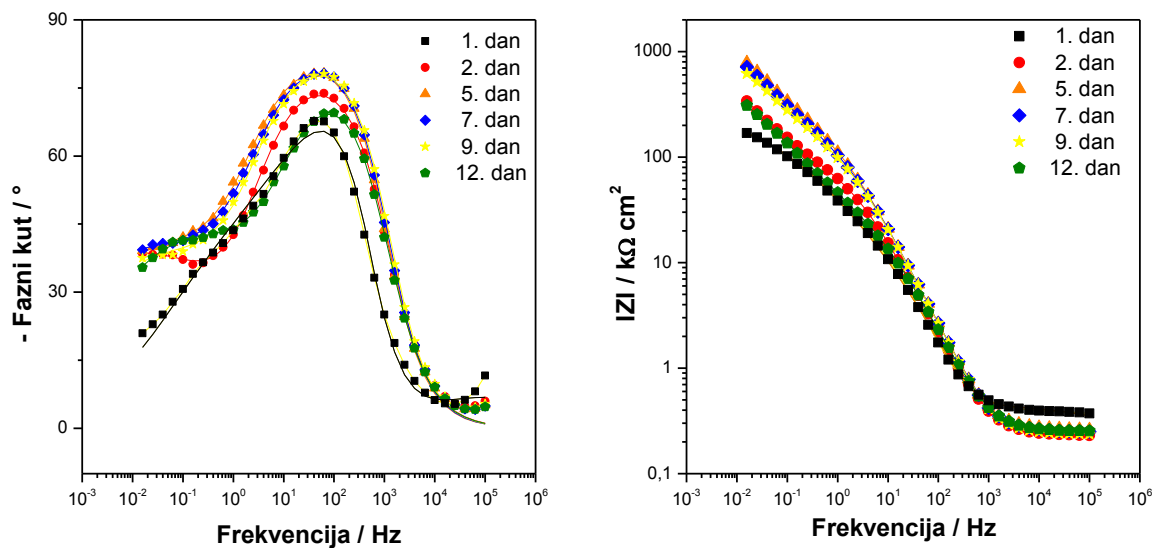 90
60
30
0
- Fazni kut / °
1. dan
2. dan
5. dan
7. dan
9. dan
12. dan
10⁻³ 10⁻² 10⁻¹ 10⁰ 10¹ 10² 10³ 10⁴ 10⁵ 10⁶
Frekvencija / Hz
1000
100
10
1
0,1
IZI / kΩ cm²
1. dan
2. dan
5. dan
7. dan
9. dan
12. dan
10⁻³ 10⁻² 10⁻¹ 10⁰ 10¹ 10² 10³ 10⁴ 10⁵ 10⁶
Frekvencija / Hz